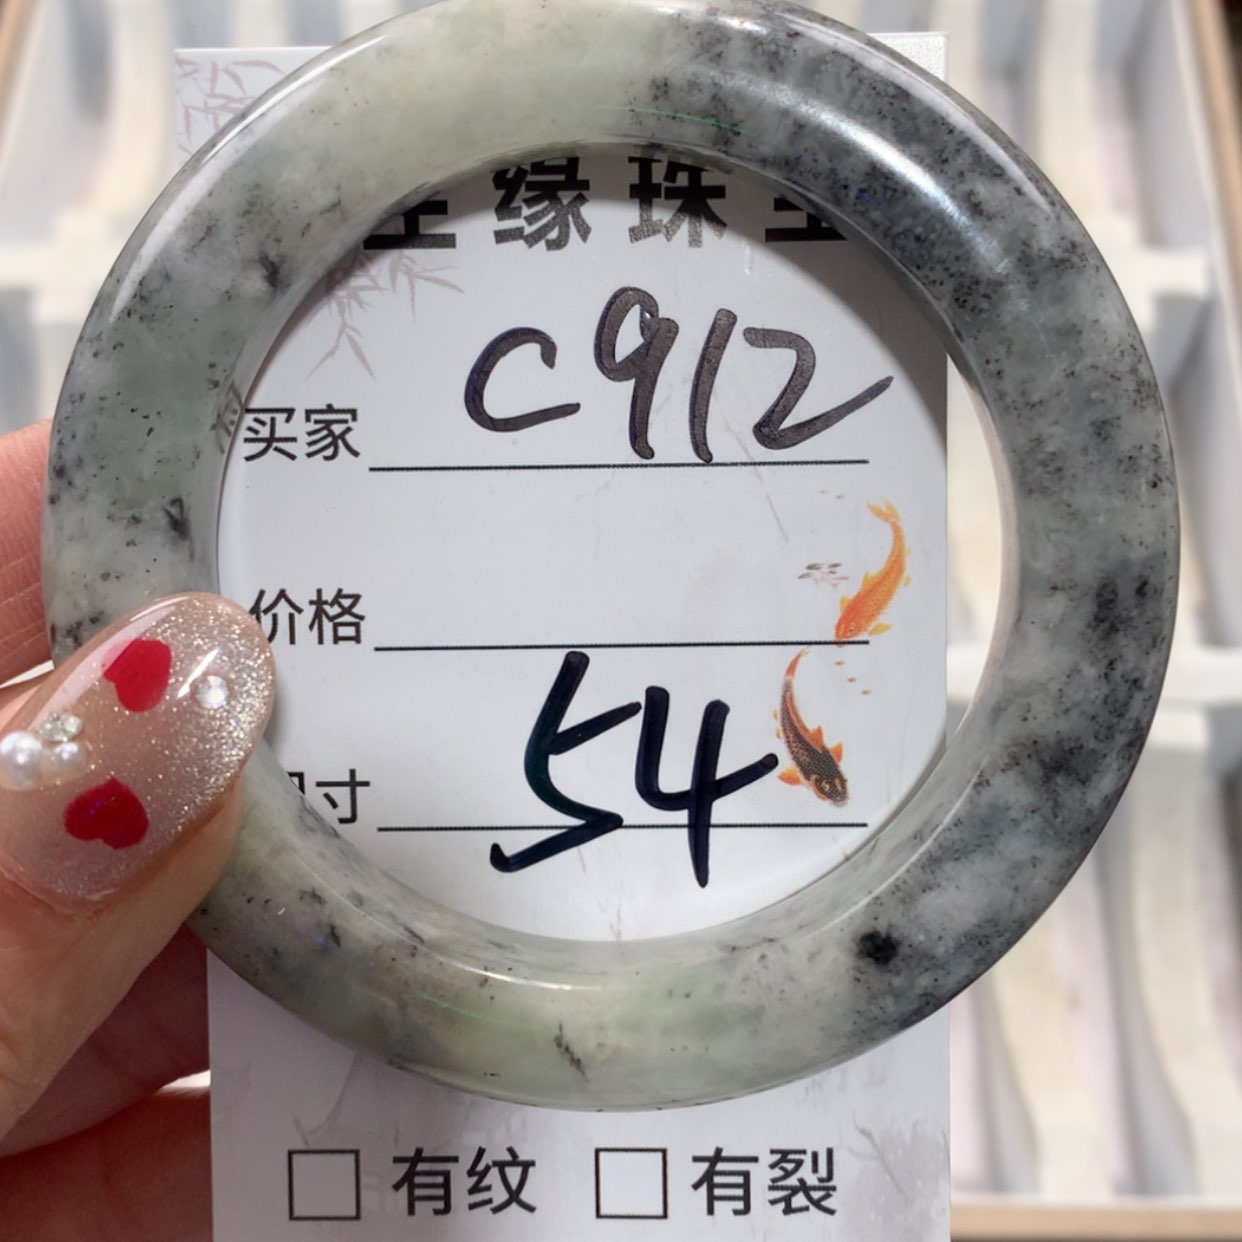 缘珠
买家 C912
价格
寸 54
有纹 有裂